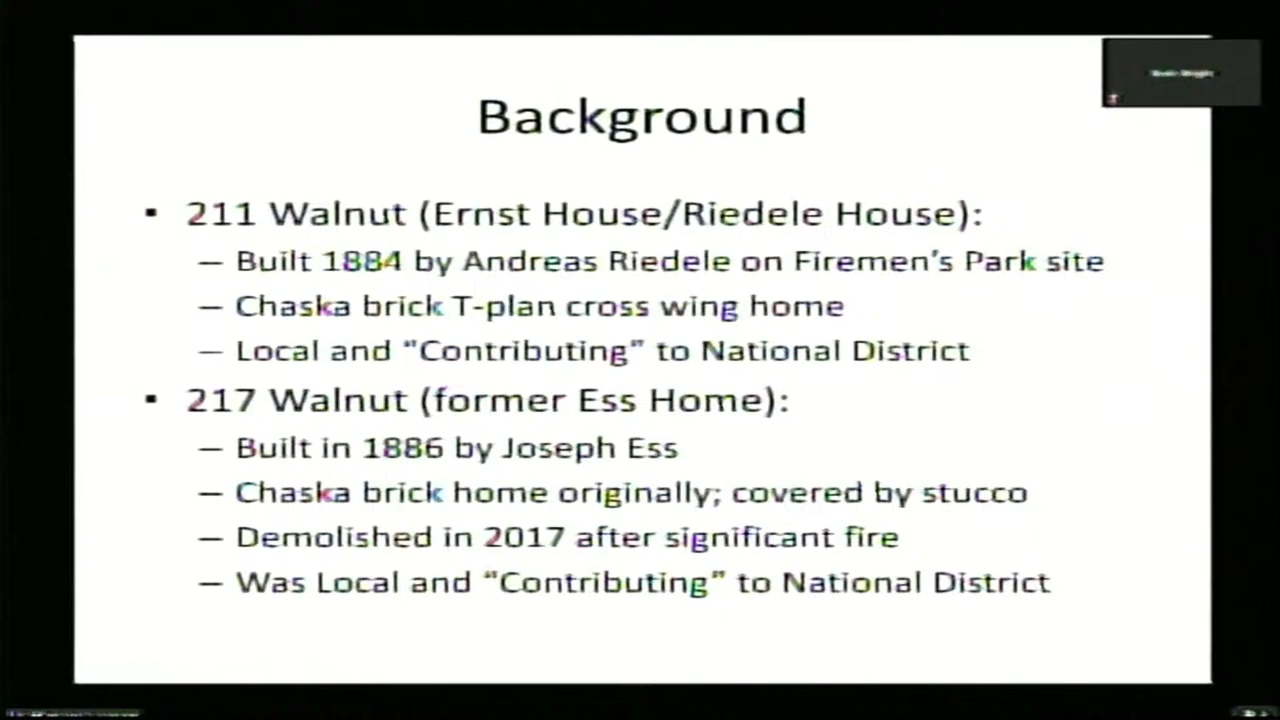 Background
▪ 211 Walnut (Ernst House/Riedele House):
– Built 1884 by Andreas Riedele on Firemen's Park site
– Chaska brick T-plan cross wing home
– Local and “Contributing” to National District
▪ 217 Walnut (former Ess Home):
– Built in 1886 by Joseph Ess
– Chaska brick home originally; covered by stucco
– Demolished in 2017 after significant fire
– Was Local and “Contributing” to National District